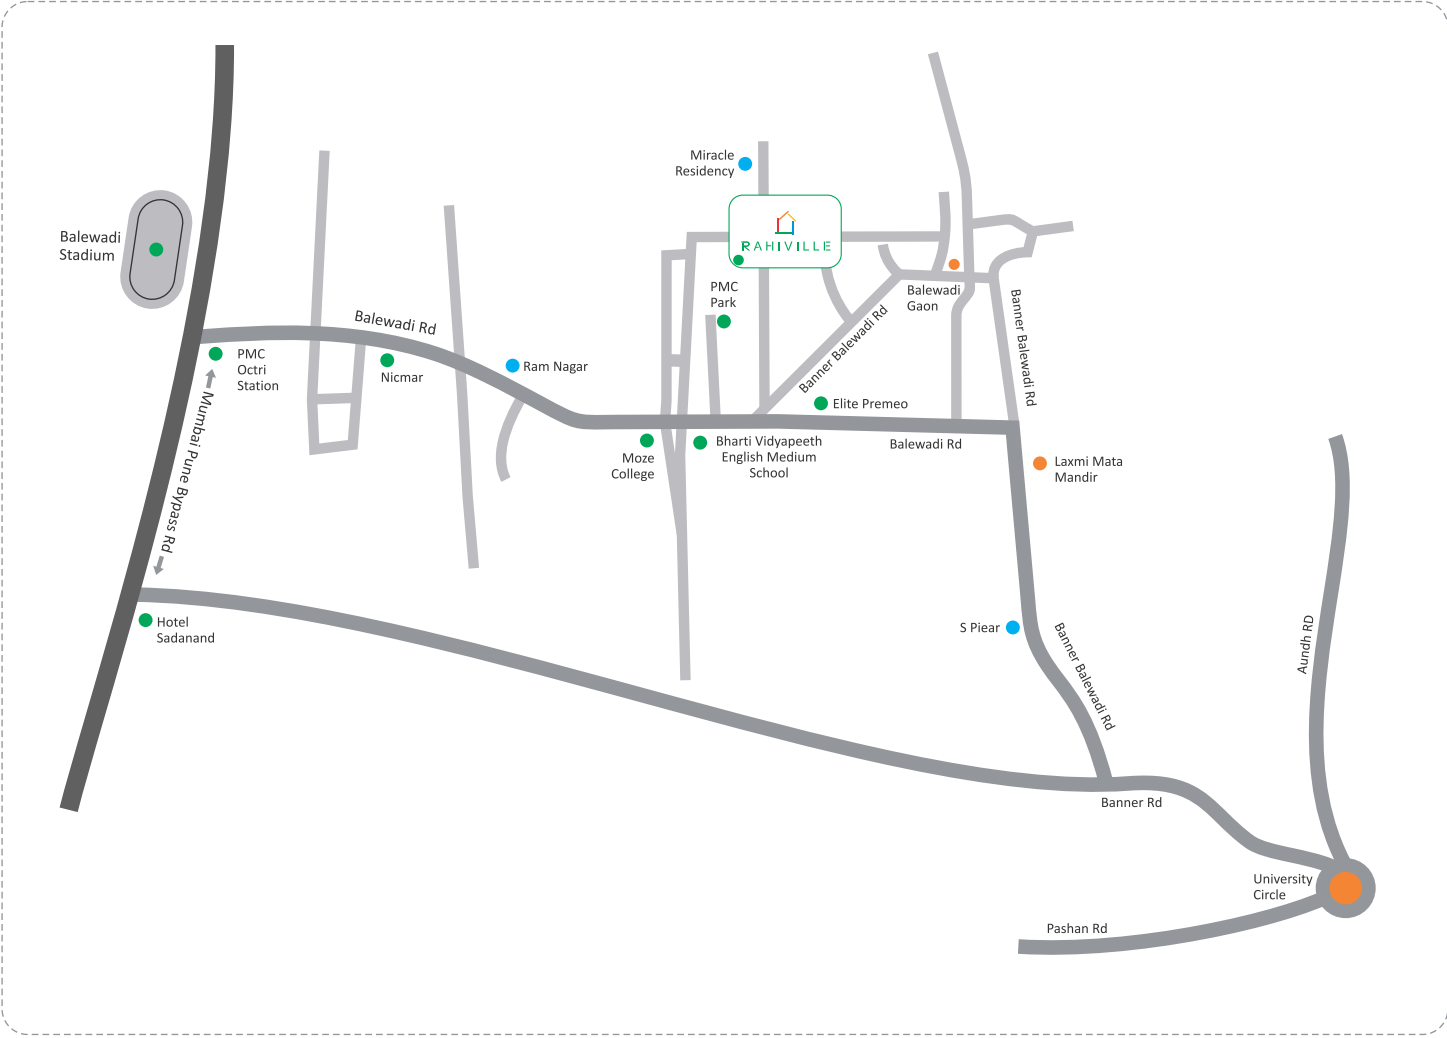 Miracle
Residency
RAHIVILLE
Balewadi
Stadium
PMC
Park
Balewadi
Gaon
Banner Balewadi Rd
Banner Balewadi Rd
Balewadi Rd
PMC
Octri
Station
Nicmar
Ram Nagar
Elite Premeo
Mumbai Pune Bypass Rd
Moze
College
Bharti Vidyapeeth
English Medium
School
Balewadi Rd
Laxmi Mata
Mandir
Hotel
Sadanand
S Piear
Banner Balewadi Rd
Aundh RD
Banner Rd
University
Circle
Pashan Rd